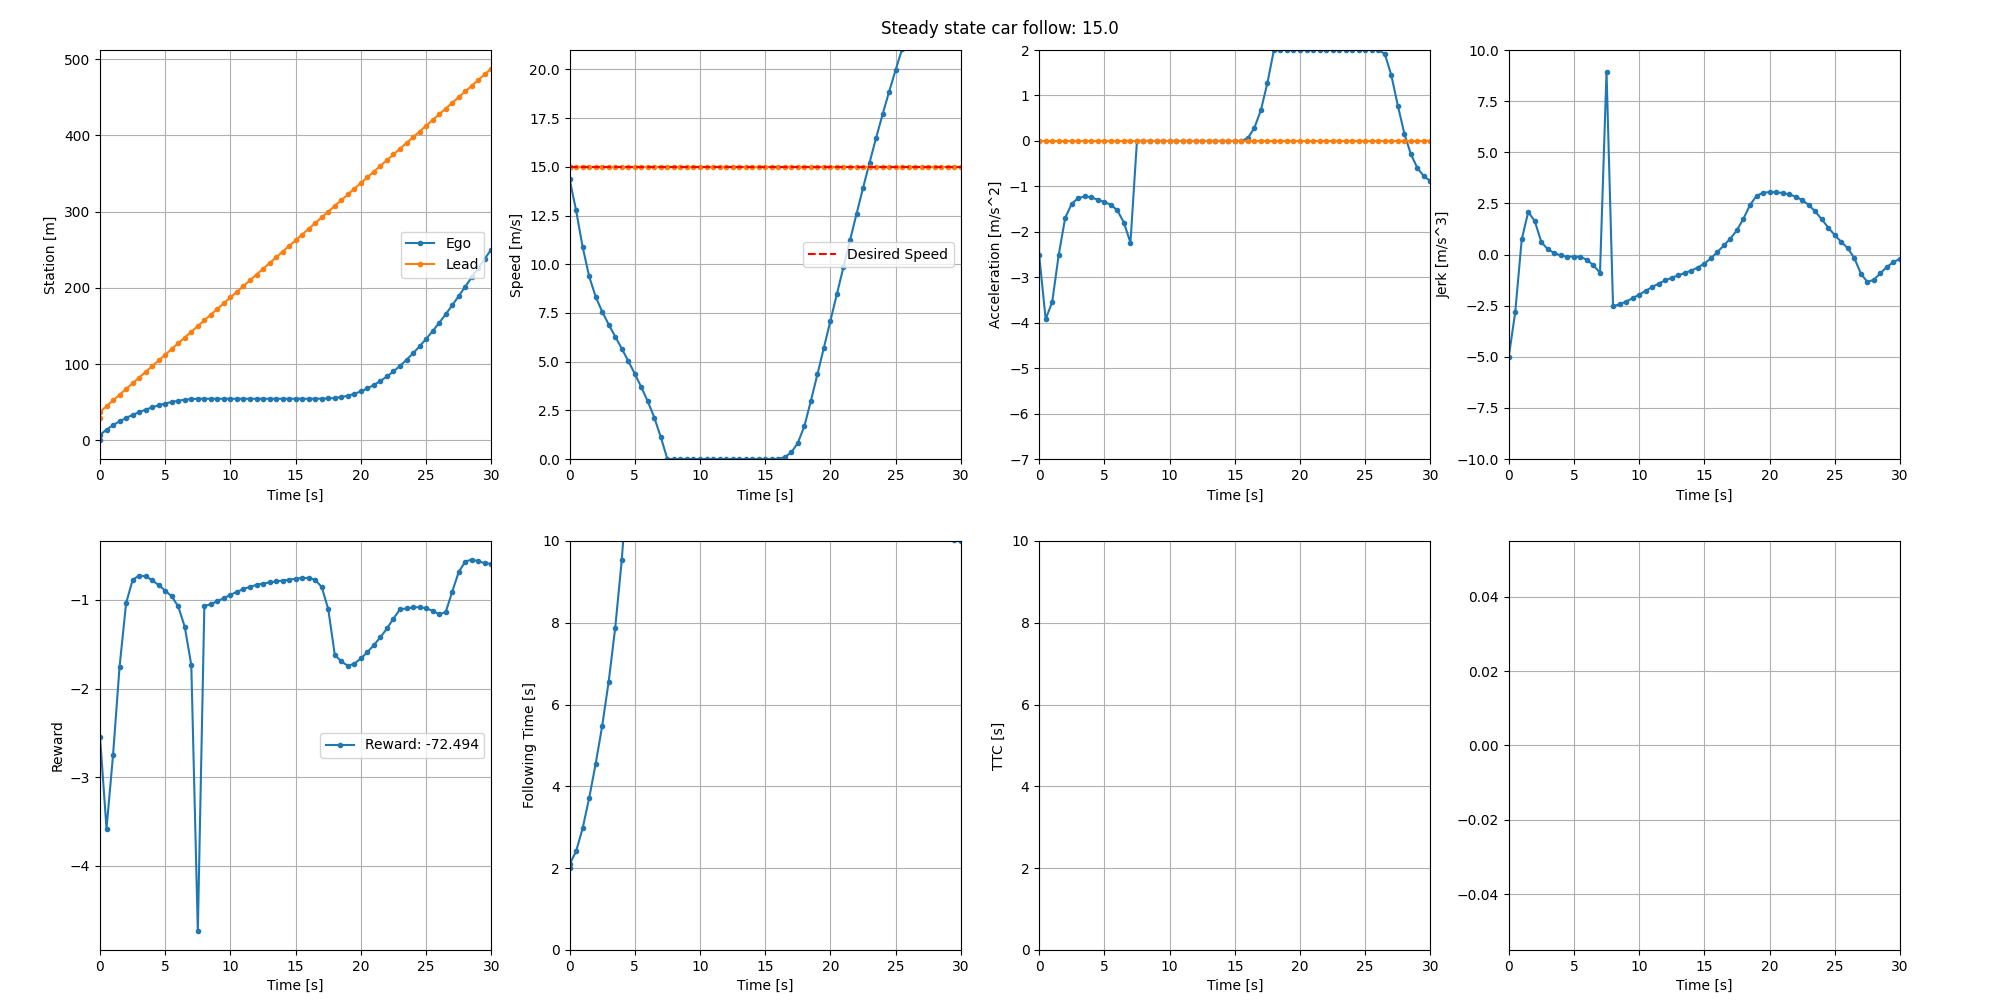 Steady state car follow: 15.0
Station [m]
500
400
300
200
100
0
Ego
Lead
0 5 10 15 20 25 30
Time [s]
Speed [m/s]
20.0
17.5
15.0
12.5
10.0
7.5
5.0
2.5
0.0
Desired Speed
0 5 10 15 20 25 30
Time [s]
Acceleration [m/s^2]
2
1
0
−1
−2
−3
−4
−5
−6
−7
0 5 10 15 20 25 30
Time [s]
Jerk [m/s^3]
10.0
7.5
5.0
2.5
0.0
−2.5
−5.0
−7.5
−10.0
0 5 10 15 20 25 30
Time [s]
Reward
−1
−2
−3
−4
Reward: -72.494
0 5 10 15 20 25 30
Time [s]
Following Time [s]
10
8
6
4
2
0
0 5 10 15 20 25 30
Time [s]
TTC [s]
10
8
6
4
2
0
0 5 10 15 20 25 30
Time [s]
0.04
0.02
0.00
−0.02
−0.04
0 5 10 15 20 25 30
Time [s]